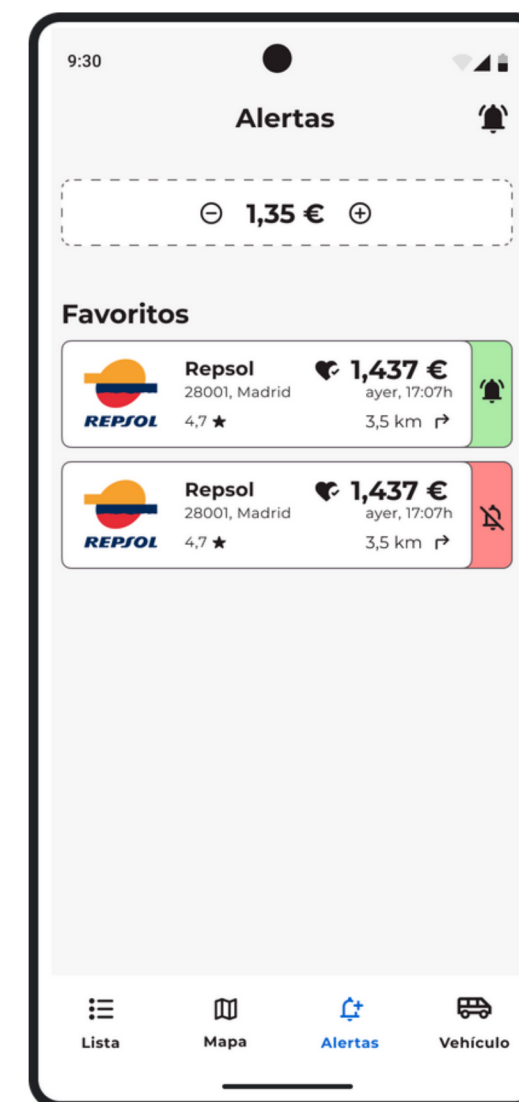 9:30
Alertas
1,35 €
Favoritos
Repsol 1,437 €
28001, Madrid ayer, 17:07h
REPSOL 4,7 ★ 3,5 km
Repsol 1,437 €
28001, Madrid ayer, 17:07h
REPSOL 4,7 ★ 3,5 km
Lista Mapa Alertas Vehículo